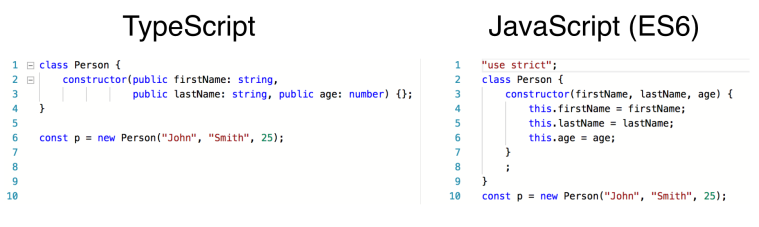 TypeScript
1 class Person {
2 constructor(public firstName: string,
3 public lastName: string, public age: number) {};
4 }
5
6 const p = new Person("John", "Smith", 25);
7
8
9
10
JavaScript (ES6)
1 "use strict";
2 class Person {
3 constructor(firstName, lastName, age) {
4 this.firstName = firstName;
5 this.lastName = lastName;
6 this.age = age;
7 }
8 ;
9 }
10 const p = new Person("John", "Smith", 25);